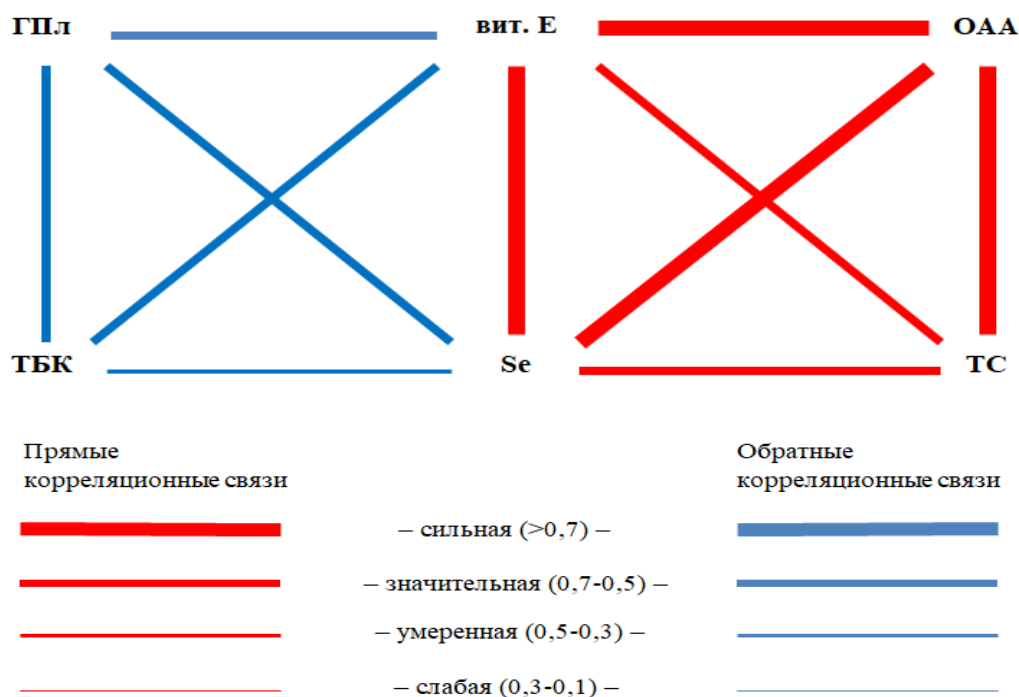 ГПл
вит. Е
ОАА
ТБК
Se
ТС
Прямые
корреляционные связи
Обратные
корреляционные связи
– сильная (>0,7) –
– значительная (0,7-0,5) –
– умеренная (0,5-0,3) –
– слабая (0,3-0,1) –